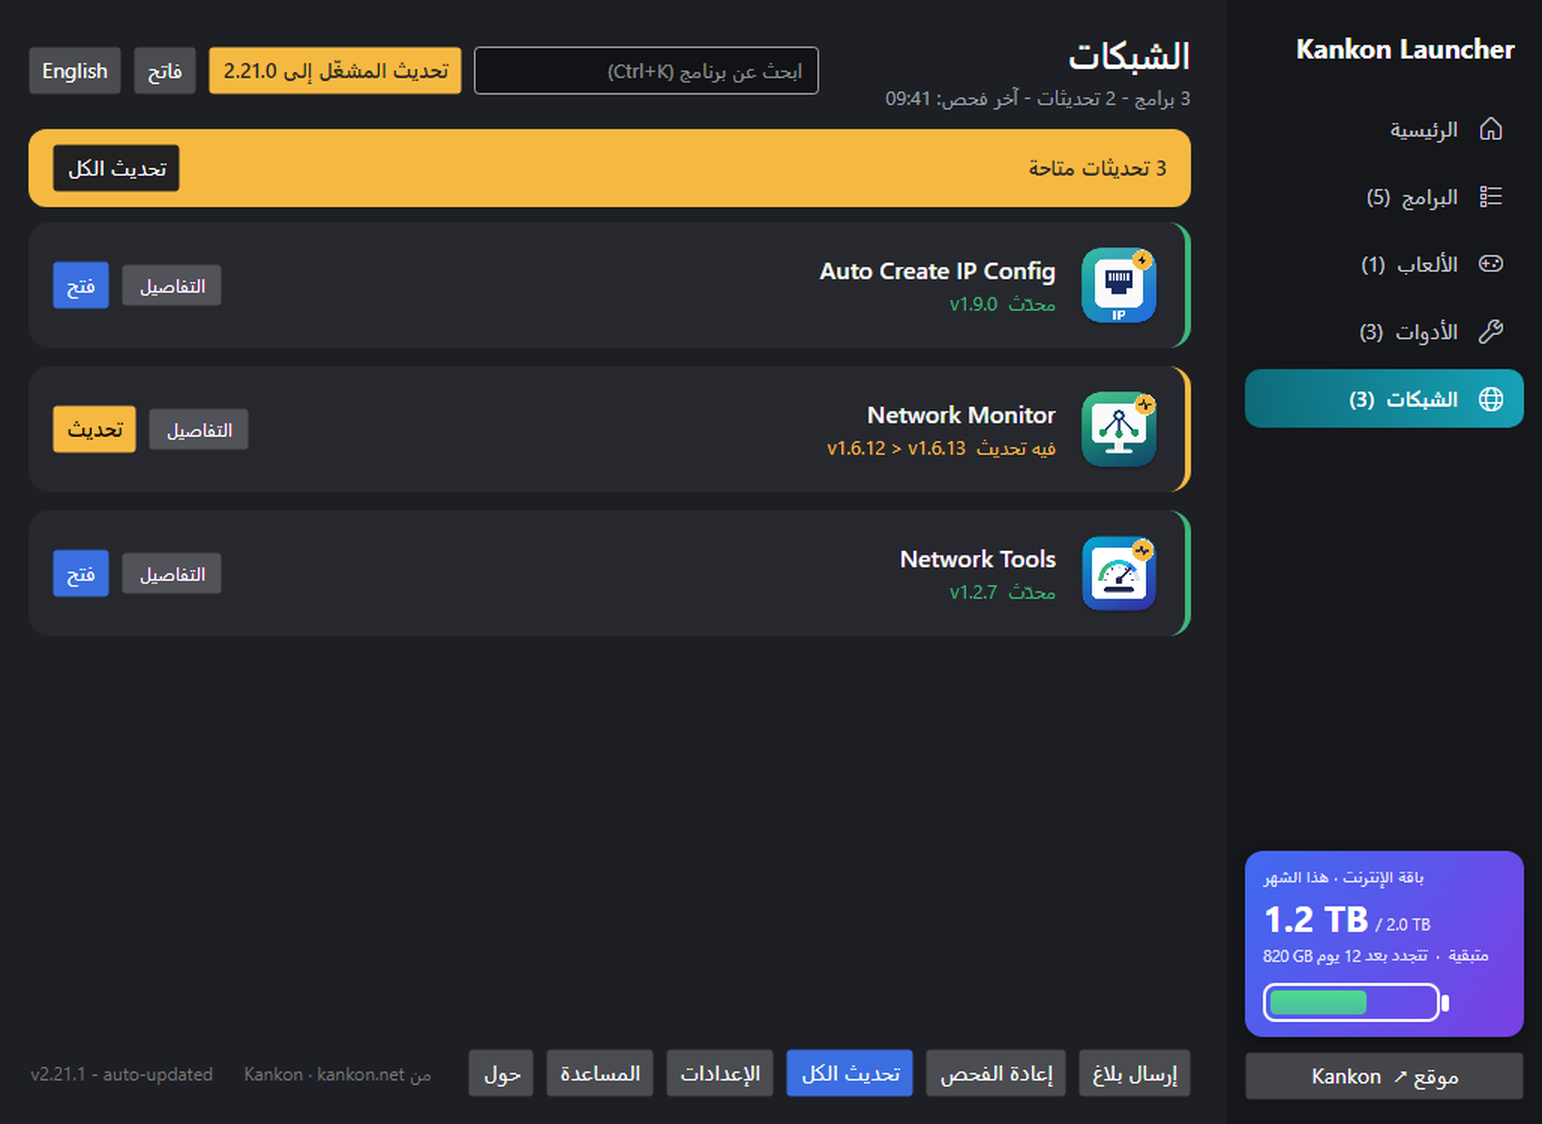 Kankon Launcher
الرئيسية
البرامج (5)
الألعاب (1)
الأدوات (3)
الشبكات (3)
باقة الإنترنت · هذا الشهر
1.2 TB / 2.0 TB
820 GB متبقية · تتجدد بعد 12 يوم
موقع Kankon ↗
الشبكات
3 برامج - 2 تحديثات - آخر فحص: 09:41
ابحث عن برنامج (Ctrl+K)
تحديث المشغّل إلى 2.21.0
فاتح
English
3 تحديثات متاحة
تحديث الكل
Auto Create IP Config
محدّث v1.9.0
IP
التفاصيل
فتح
Network Monitor
فيه تحديث v1.6.12 > v1.6.13
التفاصيل
تحديث
Network Tools
محدّث v1.2.7
التفاصيل
فتح
إرسال بلاغ
إعادة الفحص
تحديث الكل
الإعدادات
المساعدة
حول
من Kankon · kankon.net
v2.21.1 - auto-updated